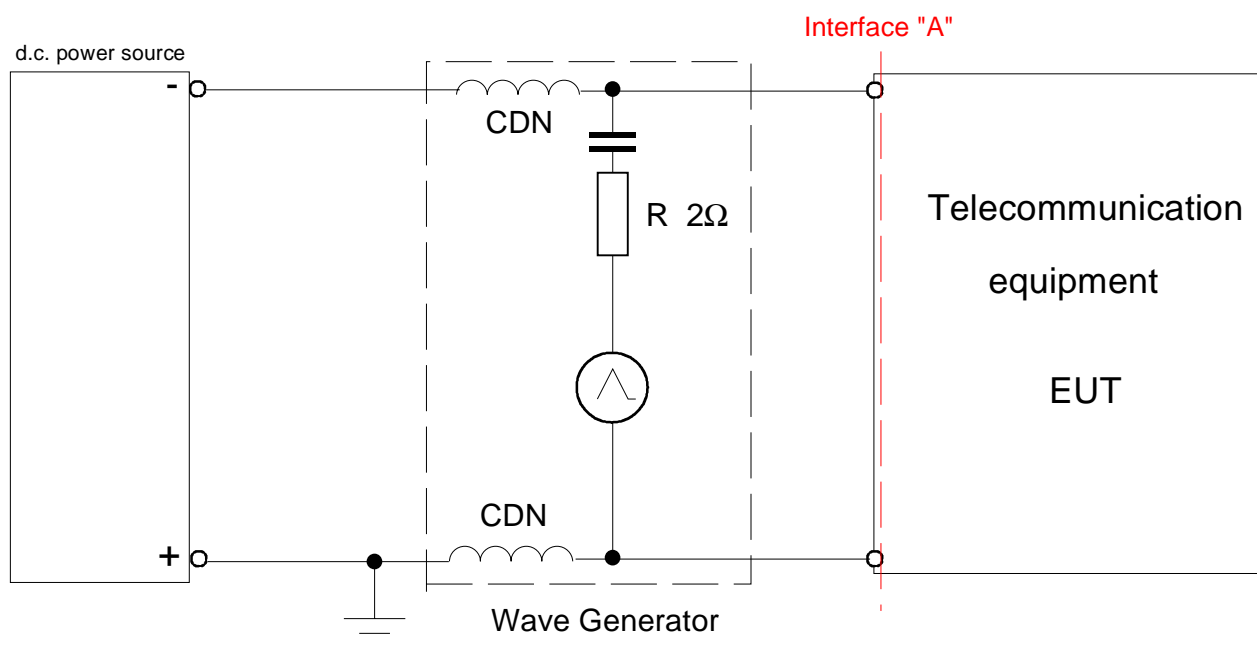 Interface "A"
d.c. power source
-
CDN
R 2Ω
Telecommunication
equipment
EUT
CDN
+
Wave Generator